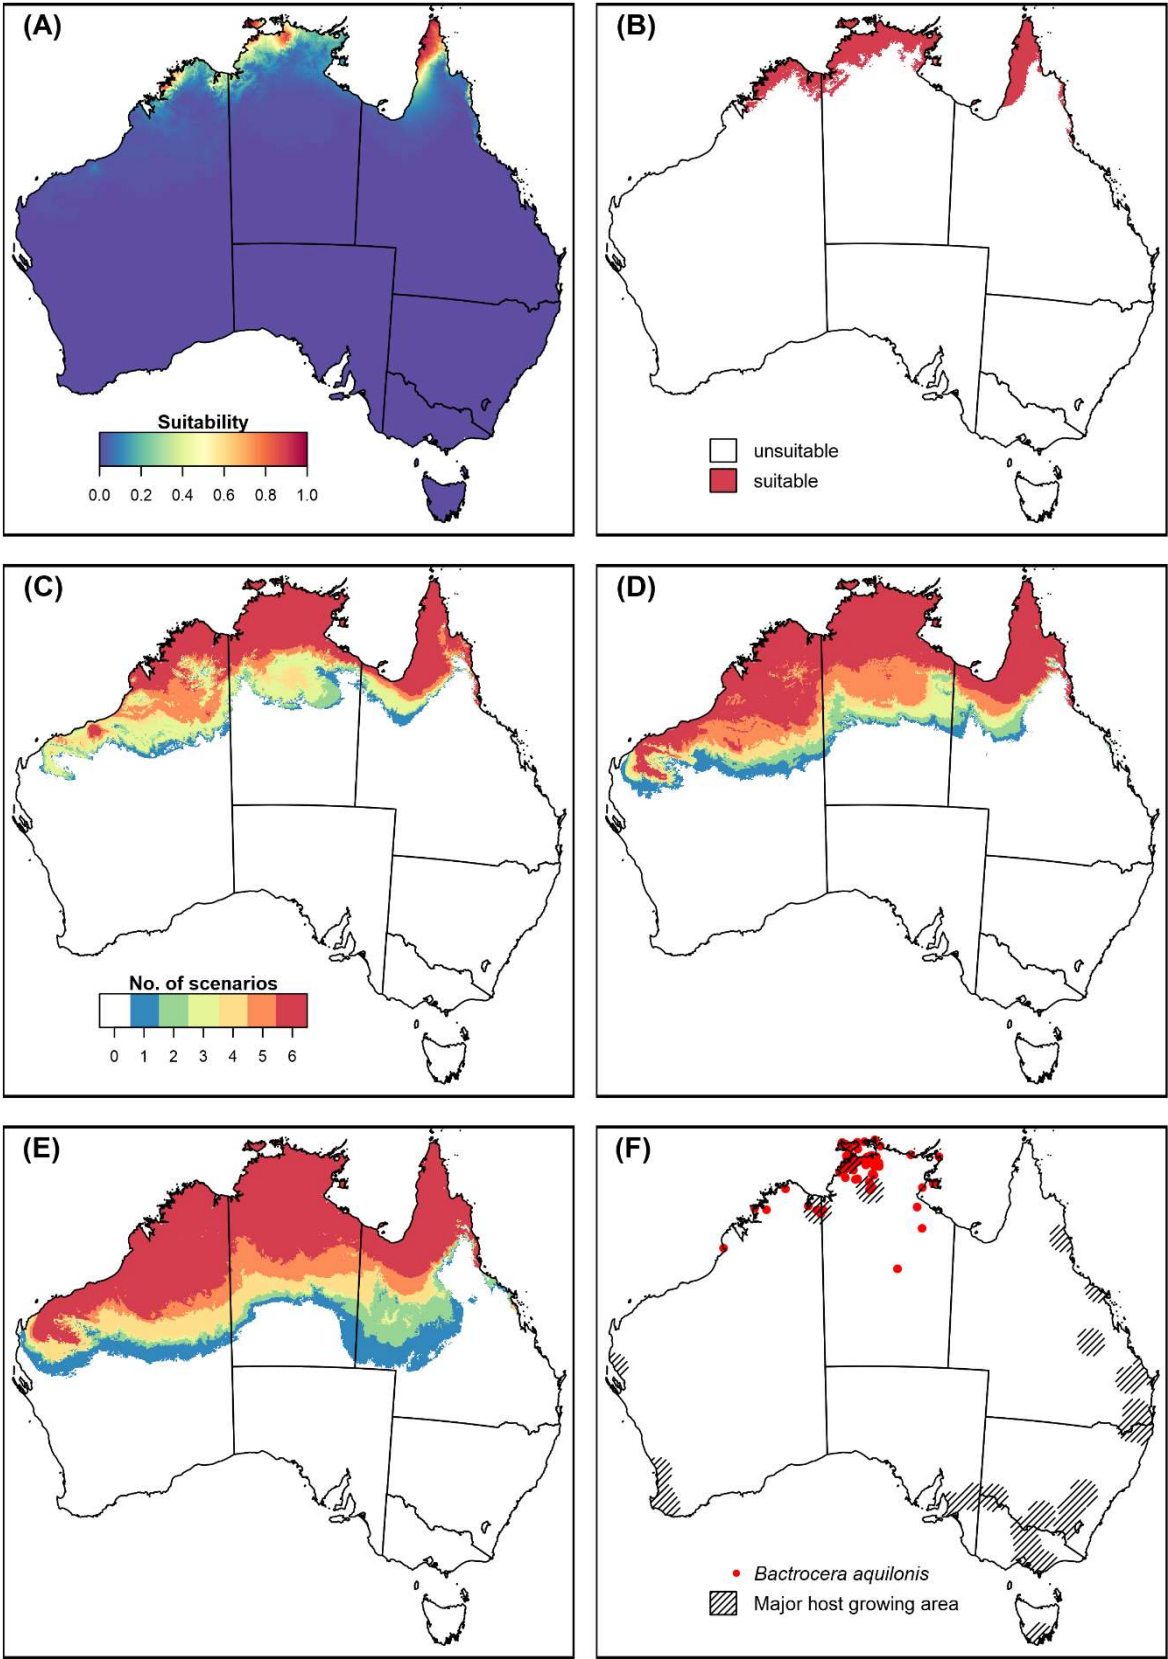 (A)
Suitability
0.0 0.2 0.4 0.6 0.8 1.0
(B)
unsuitable
suitable
(C)
No. of scenarios
0 1 2 3 4 5 6
(D)
(E)
(F)
Bactrocera aquilonis
Major host growing area